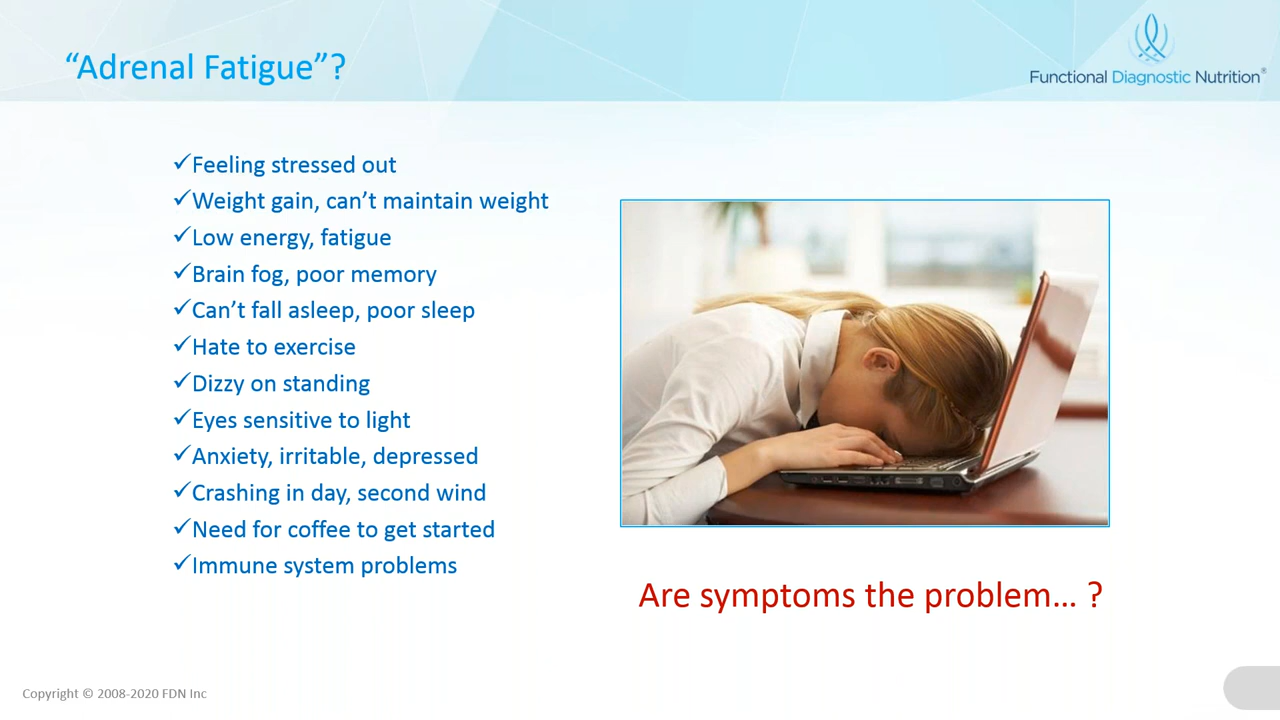 “Adrenal Fatigue”?
Functional Diagnostic Nutrition®
✓Feeling stressed out
✓Weight gain, can’t maintain weight
✓Low energy, fatigue
✓Brain fog, poor memory
✓Can’t fall asleep, poor sleep
✓Hate to exercise
✓Dizzy on standing
✓Eyes sensitive to light
✓Anxiety, irritable, depressed
✓Crashing in day, second wind
✓Need for coffee to get started
✓Immune system problems
Are symptoms the problem... ?
Copyright © 2008-2020 FDN Inc